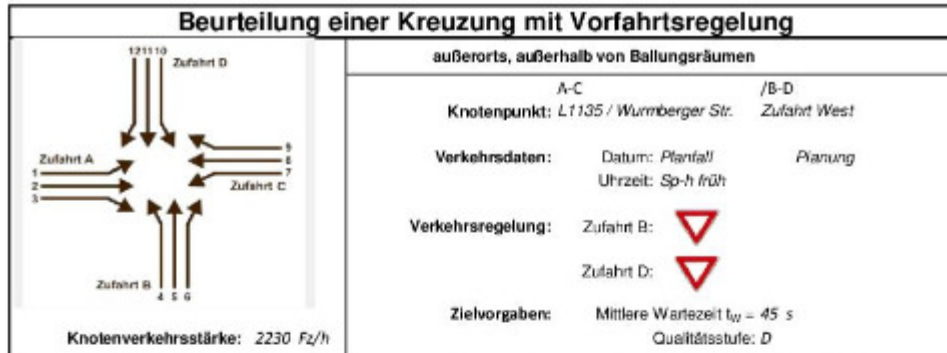 Beurteilung einer Kreuzung mit Vorfahrtsregelung
121110
Zufahrt D
Zufahrt A
1
2
3
9
8
7
Zufahrt C
Zufahrt B
4 5 6
Knotenverkehrsstärke: 2230 Fz/h
außerorts, außerhalb von Ballungsräumen
A-C /B-D
Knotenpunkt: L1135 / Wurmberger Str. Zufahrt West
Verkehrsdaten: Datum: Planfall Planung
Uhrzeit: Sp-h früh
Verkehrsregelung: Zufahrt B:
Zufahrt D:
Zielvorgaben: Mittlere Wartezeit tW = 45 s
Qualitätsstufe: D